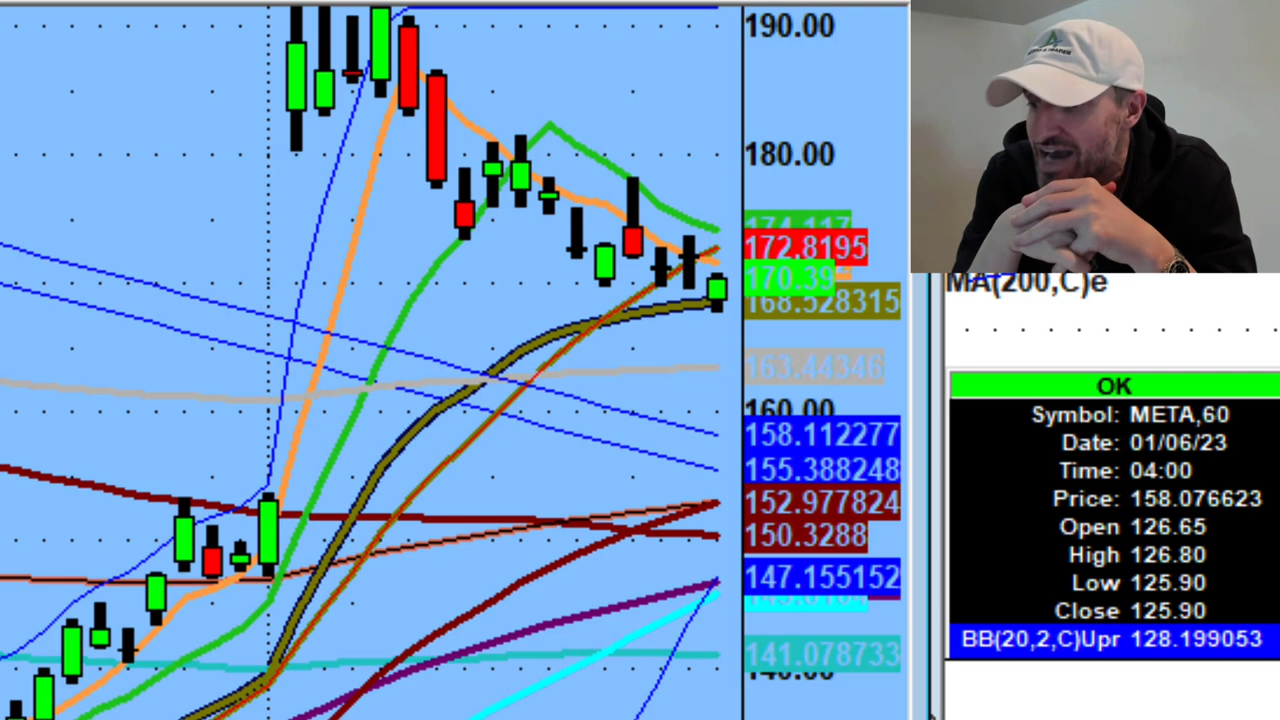 190.00
180.00
172.8195
170.39
168.528315
163.44346
160.00
158.112277
155.388248
152.977824
150.3288
147.155152
141.078733
MA(200,C)e
OK
Symbol: META,60
Date: 01/06/23
Time: 04:00
Price: 158.076623
Open 126.65
High 126.80
Low 125.90
Close 125.90
BB(20,2,C)Upr 128.199053